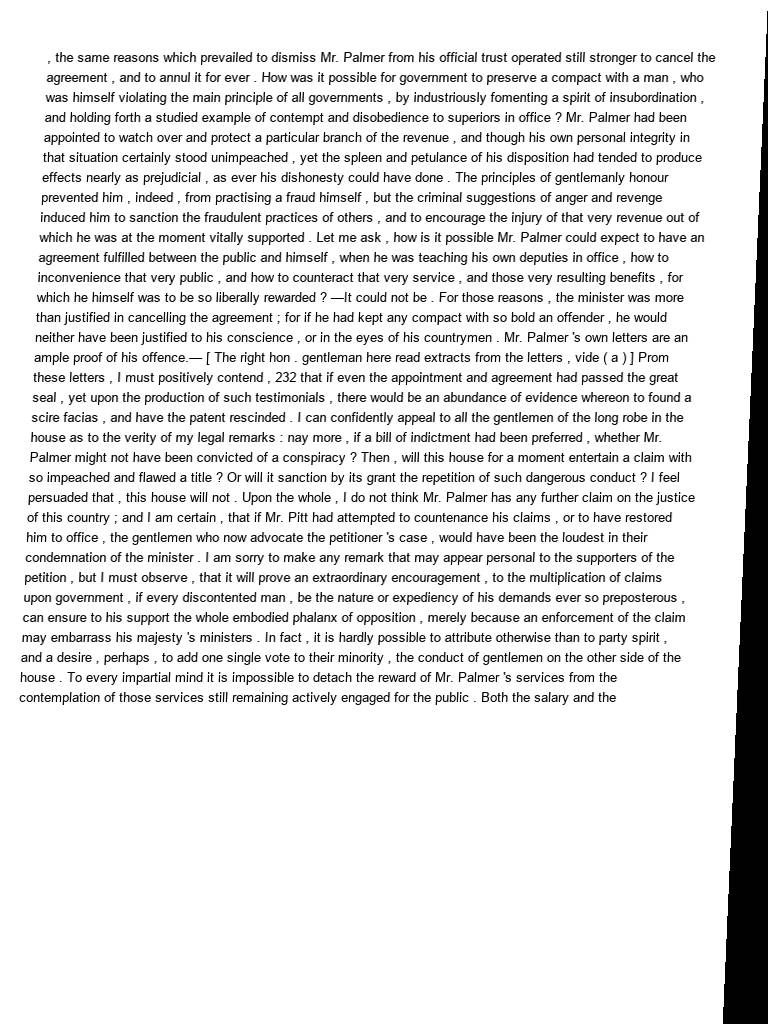 , the same reasons which prevailed to dismiss Mr. Palmer from his official trust operated still stronger to cancel the
agreement , and to annul it for ever . How was it possible for government to preserve a compact with a man , who
was himself violating the main principle of all governments , by industriously fomenting a spirit of insubordination ,
and holding forth a studied example of contempt and disobedience to superiors in office ? Mr. Palmer had been
appointed to watch over and protect a particular branch of the revenue , and though his own personal integrity in
that situation certainly stood unimpeached , yet the spleen and petulance of his disposition had tended to produce
effects nearly as prejudicial , as ever his dishonesty could have done . The principles of gentlemanly honour
prevented him , indeed , from practising a fraud himself , but the criminal suggestions of anger and revenge
induced him to sanction the fraudulent practices of others , and to encourage the injury of that very revenue out of
which he was at the moment vitally supported . Let me ask , how is it possible Mr. Palmer could expect to have an
agreement fulfilled between the public and himself , when he was teaching his own deputies in office , how to
inconvenience that very public , and how to counteract that very service , and those very resulting benefits , for
which he himself was to be so liberally rewarded ? —It could not be . For those reasons , the minister was more
than justified in cancelling the agreement ; for if he had kept any compact with so bold an offender , he would
neither have been justified to his conscience , or in the eyes of his countrymen . Mr. Palmer 's own letters are an
ample proof of his offence.— [ The right hon . gentleman here read extracts from the letters , vide ( a ) ] Prom
these letters , I must positively contend , 232 that if even the appointment and agreement had passed the great
seal , yet upon the production of such testimonials , there would be an abundance of evidence whereon to found a
scire facias , and have the patent rescinded . I can confidently appeal to all the gentlemen of the long robe in the
house as to the verity of my legal remarks : nay more , if a bill of indictment had been preferred , whether Mr.
Palmer might not have been convicted of a conspiracy ? Then , will this house for a moment entertain a claim with
so impeached and flawed a title ? Or will it sanction by its grant the repetition of such dangerous conduct ? I feel
persuaded that , this house will not . Upon the whole , I do not think Mr. Palmer has any further claim on the justice
of this country ; and I am certain , that if Mr. Pitt had attempted to countenance his claims , or to have restored
him to office , the gentlemen who now advocate the petitioner 's case , would have been the loudest in their
condemnation of the minister . I am sorry to make any remark that may appear personal to the supporters of the
petition , but I must observe , that it will prove an extraordinary encouragement , to the multiplication of claims
upon government , if every discontented man , be the nature or expediency of his demands ever so preposterous ,
can ensure to his support the whole embodied phalanx of opposition , merely because an enforcement of the claim
may embarrass his majesty 's ministers . In fact , it is hardly possible to attribute otherwise than to party spirit ,
and a desire , perhaps , to add one single vote to their minority , the conduct of gentlemen on the other side of the
house . To every impartial mind it is impossible to detach the reward of Mr. Palmer 's services from the
contemplation of those services still remaining actively engaged for the public . Both the salary and the